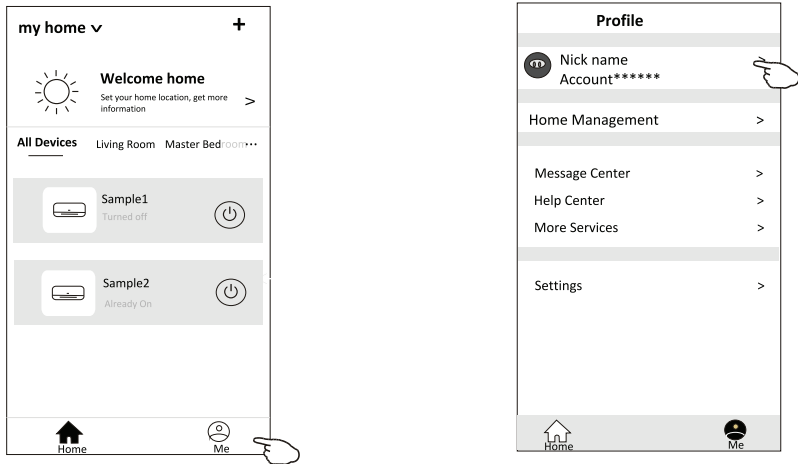 my home
Welcome home
Set your home location, get more
information
All Devices Living Room Master Bedroom
Sample1
Turned off
Sample2
Already On
Home Me
Profile
Nick name
Account******
Home Management
Message Center
Help Center
More Services
Settings
Home Me